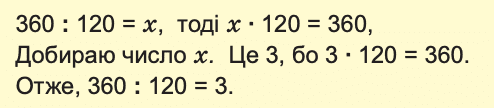 360 : 120 = x, тоді x · 120 = 360,
Добираю число x. Це 3, бо 3 · 120 = 360.
Отже, 360 : 120 = 3.